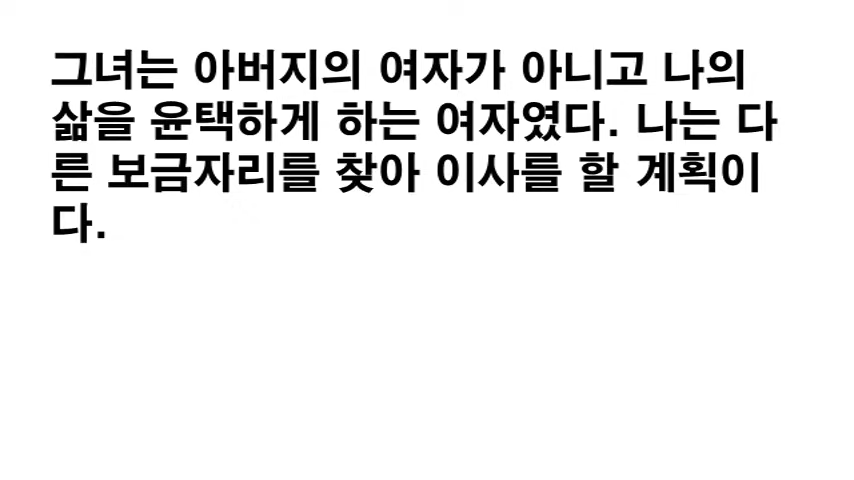 그녀는 아버지의 여자가 아니고 나의
삶을 윤택하게 하는 여자였다. 나는 다
른 보금자리를 찾아 이사를 할 계획이
다.